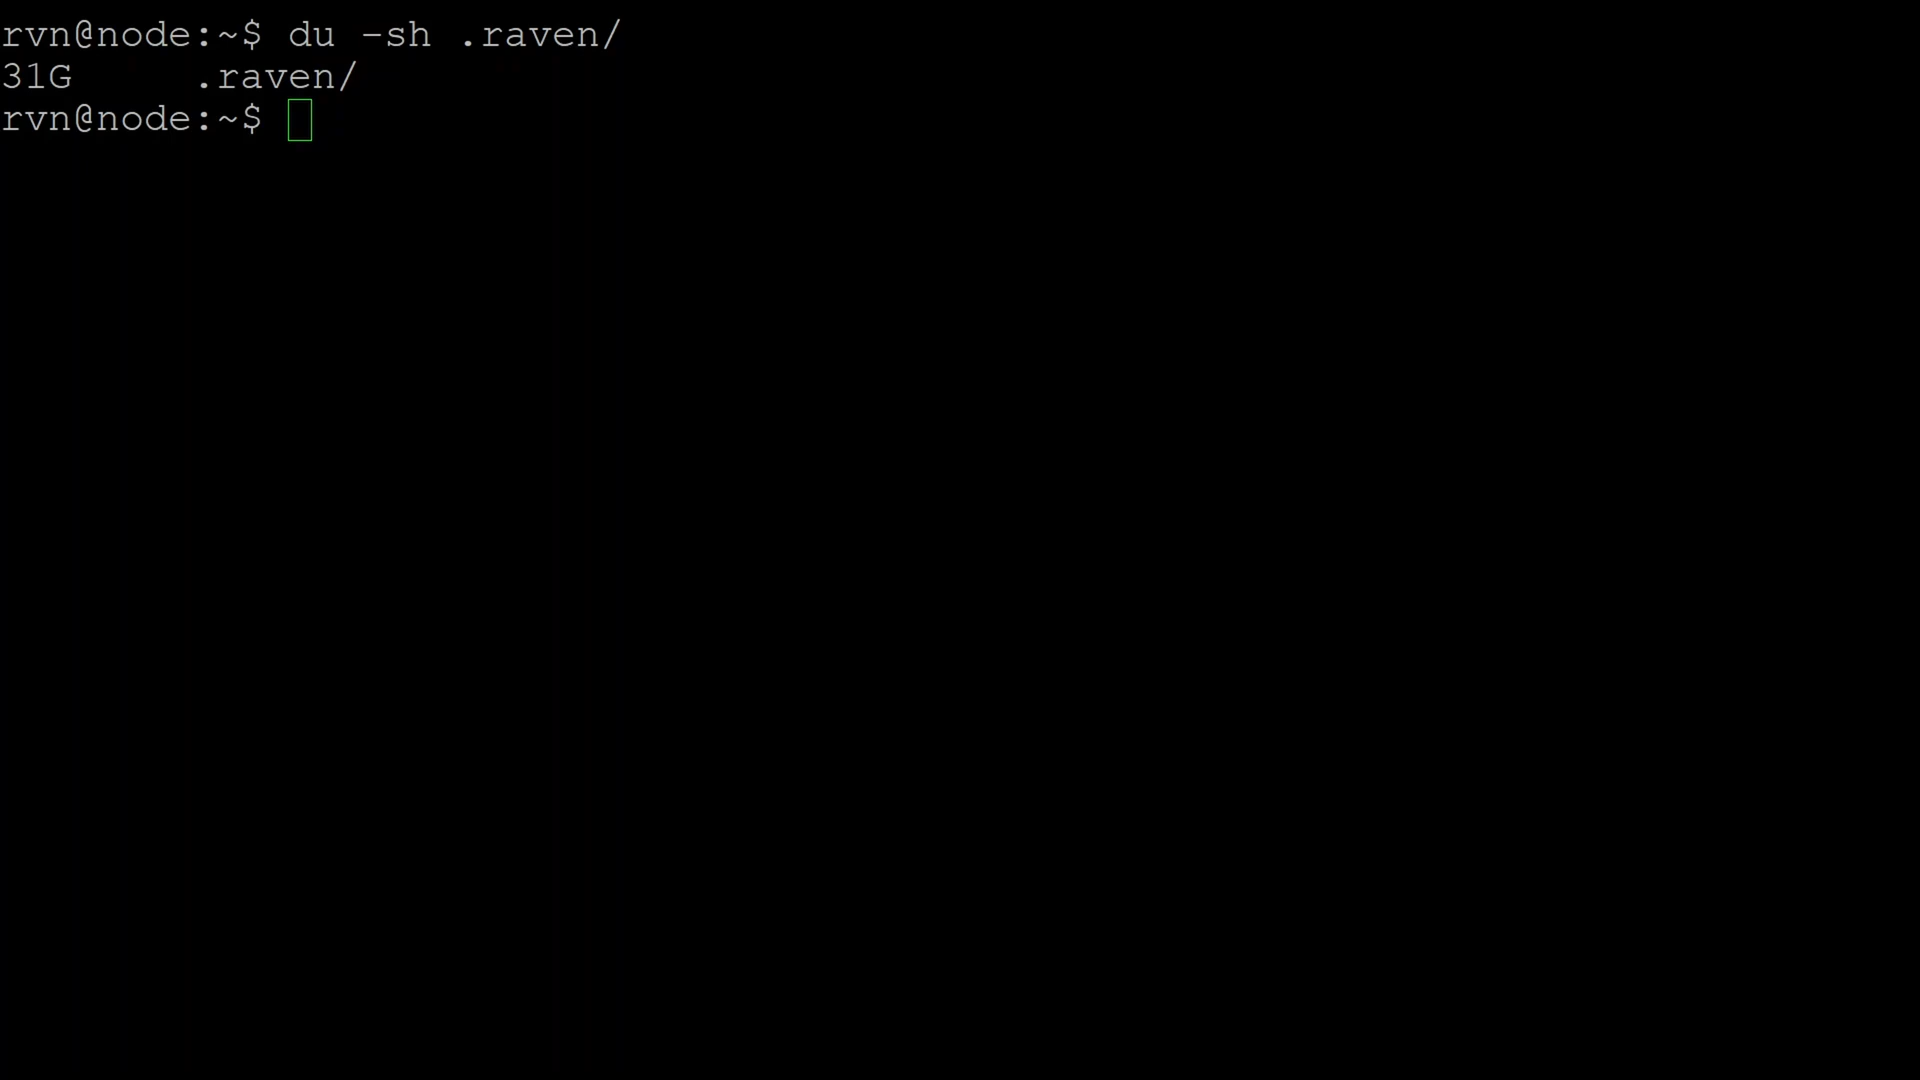 rvn@node:~$ du -sh .raven/
31G     .raven/
rvn@node:~$